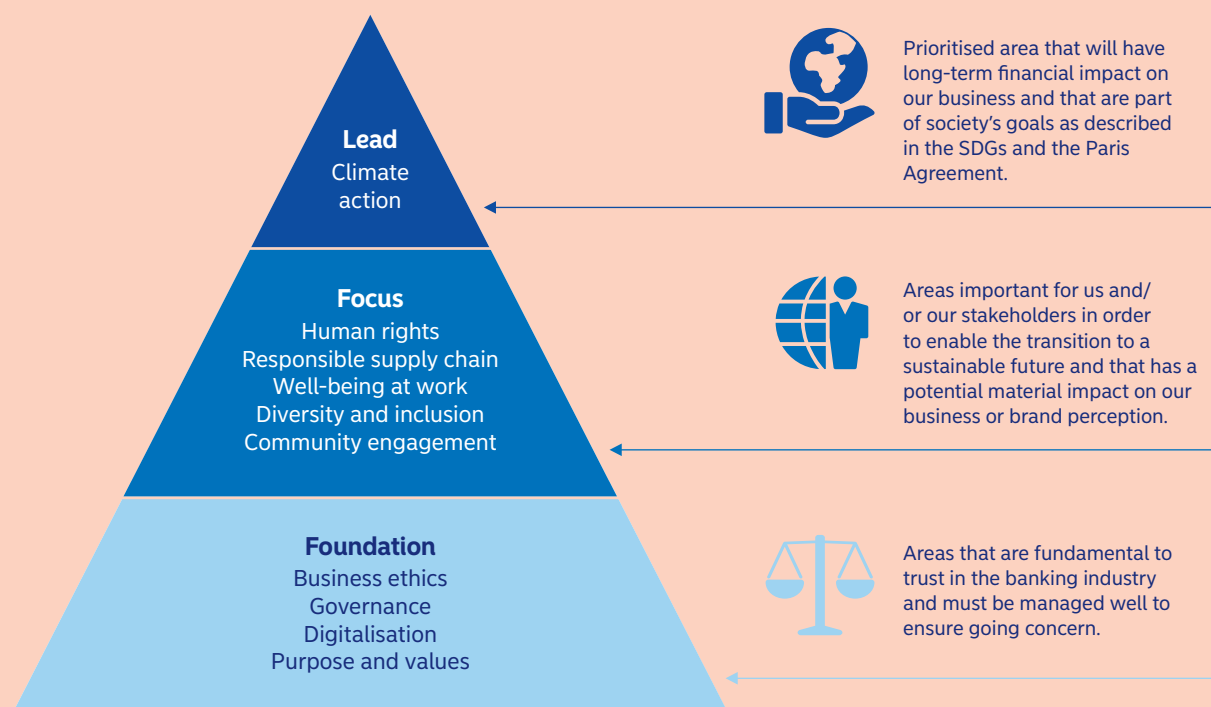 Lead
Climate
action
Prioritised area that will have
long-term financial impact on
our business and that are part
of society’s goals as described
in the SDGs and the Paris
Agreement.
Focus
Human rights
Responsible supply chain
Well-being at work
Diversity and inclusion
Community engagement
Areas important for us and/
or our stakeholders in order
to enable the transition to a
sustainable future and that has a
potential material impact on our
business or brand perception.
Foundation
Business ethics
Governance
Digitalisation
Purpose and values
Areas that are fundamental to
trust in the banking industry
and must be managed well to
ensure going concern.